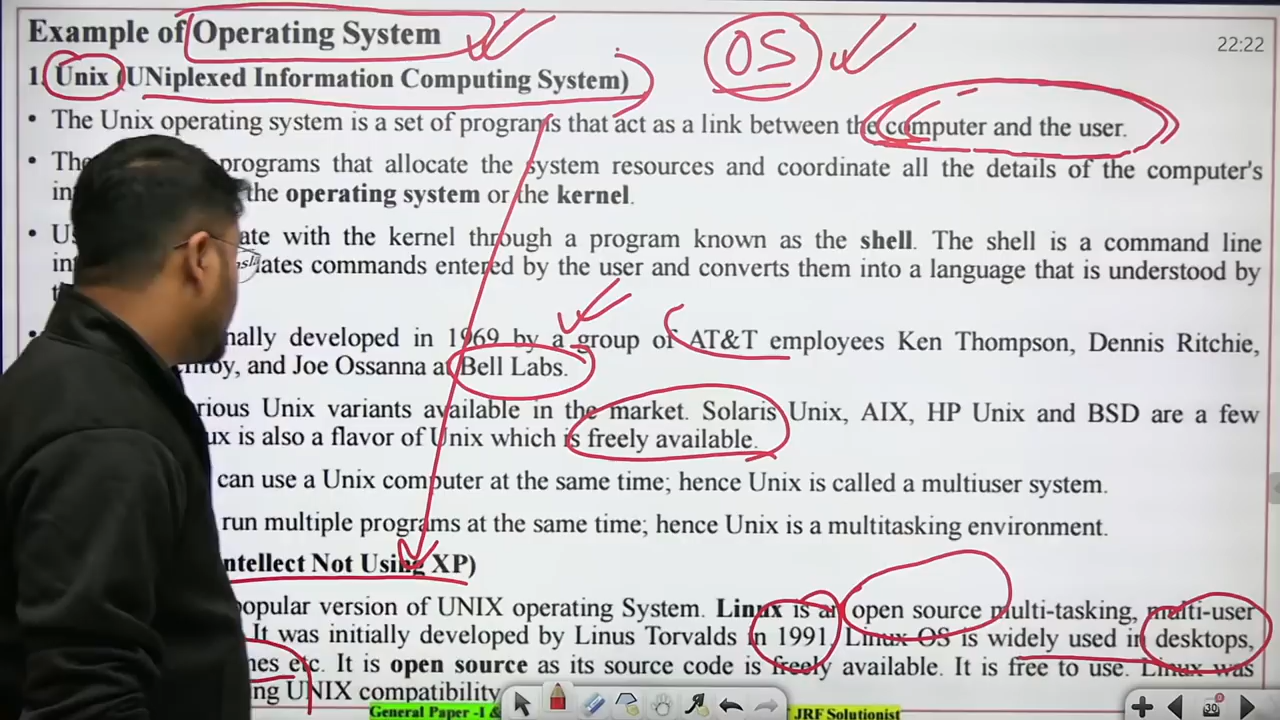 Example of Operating System
OS
22:22
1. Unix (UNiplexed Information Computing System)
• The Unix operating system is a set of programs that act as a link between the computer and the user.
• The programs that allocate the system resources and coordinate all the details of the computer's
in the operating system or the kernel.
• U ate with the kernel through a program known as the shell. The shell is a command line
in ates commands entered by the user and converts them into a language that is understood by
nally developed in 1969 by a group of AT&T employees Ken Thompson, Dennis Ritchie,
roy, and Joe Ossanna at Bell Labs.
rious Unix variants available in the market. Solaris Unix, AIX, HP Unix and BSD are a few
ux is also a flavor of Unix which is freely available.
can use a Unix computer at the same time; hence Unix is called a multiuser system.
run multiple programs at the same time; hence Unix is a multitasking environment.
ntellect Not Using XP)
opular version of UNIX operating System. Linux is an open source multi-tasking, multi-user
It was initially developed by Linus Torvalds in 1991. Linux OS is widely used in desktops,
nes etc. It is open source as its source code is freely available. It is free to use. Linux was
ng UNIX compatibility
General Paper -I &
JRF Solutionist
30